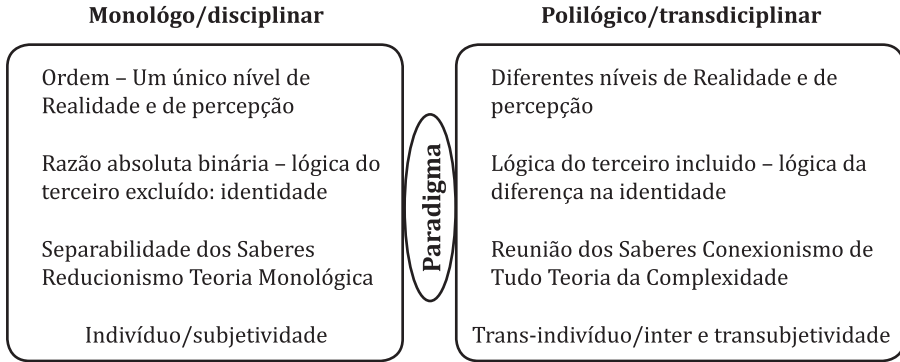 Monológo/disciplinar
Ordem – Um único nível de
Realidade e de percepção
Razão absoluta binária – lógica do
terceiro excluído: identidade
Separabilidade dos Saberes
Reducionismo Teoria Monológica
Indivíduo/subjetividade
Paradigma
Polilógico/transdiciplinar
Diferentes níveis de Realidade e de
percepção
Lógica do terceiro incluido – lógica da
diferença na identidade
Reunião dos Saberes Conexionismo de
Tudo Teoria da Complexidade
Trans-indivíduo/inter e transubjetividade